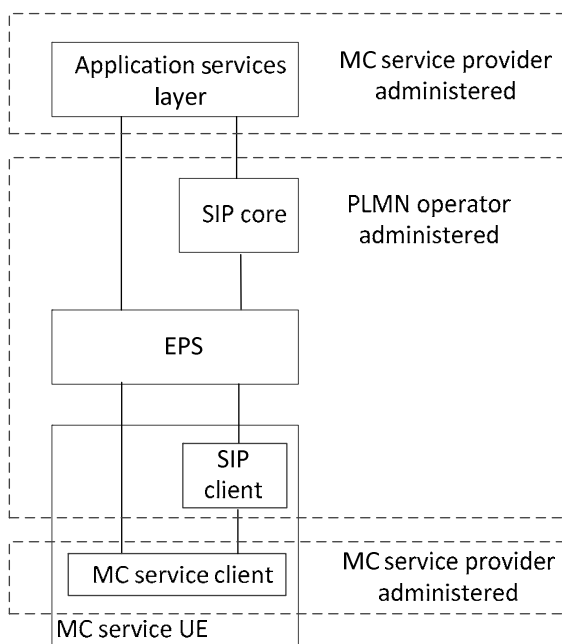 Application services
layer
MC service provider
administered
SIP core
PLMN operator
administered
EPS
SIP
client
MC service client
MC service provider
administered
MC service UE